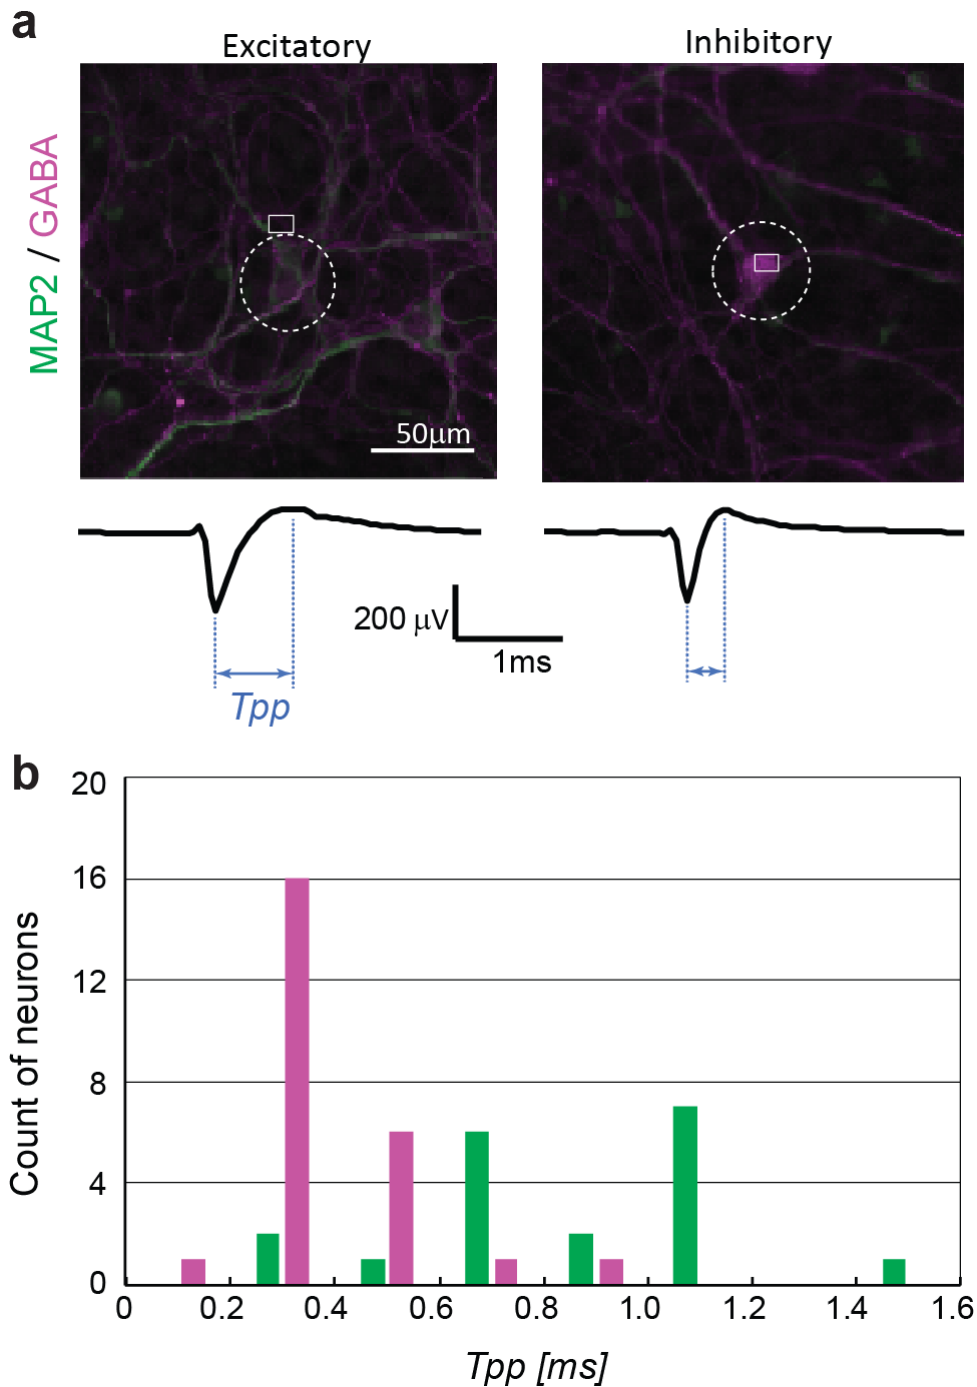 a
Excitatory
Inhibitory
MAP2 / GABA
50μm
200 μV
1ms
Tpp
b
20
16
12
8
4
0
Count of neurons
0 0.2 0.4 0.6 0.8 1.0 1.2 1.4 1.6
Tpp [ms]